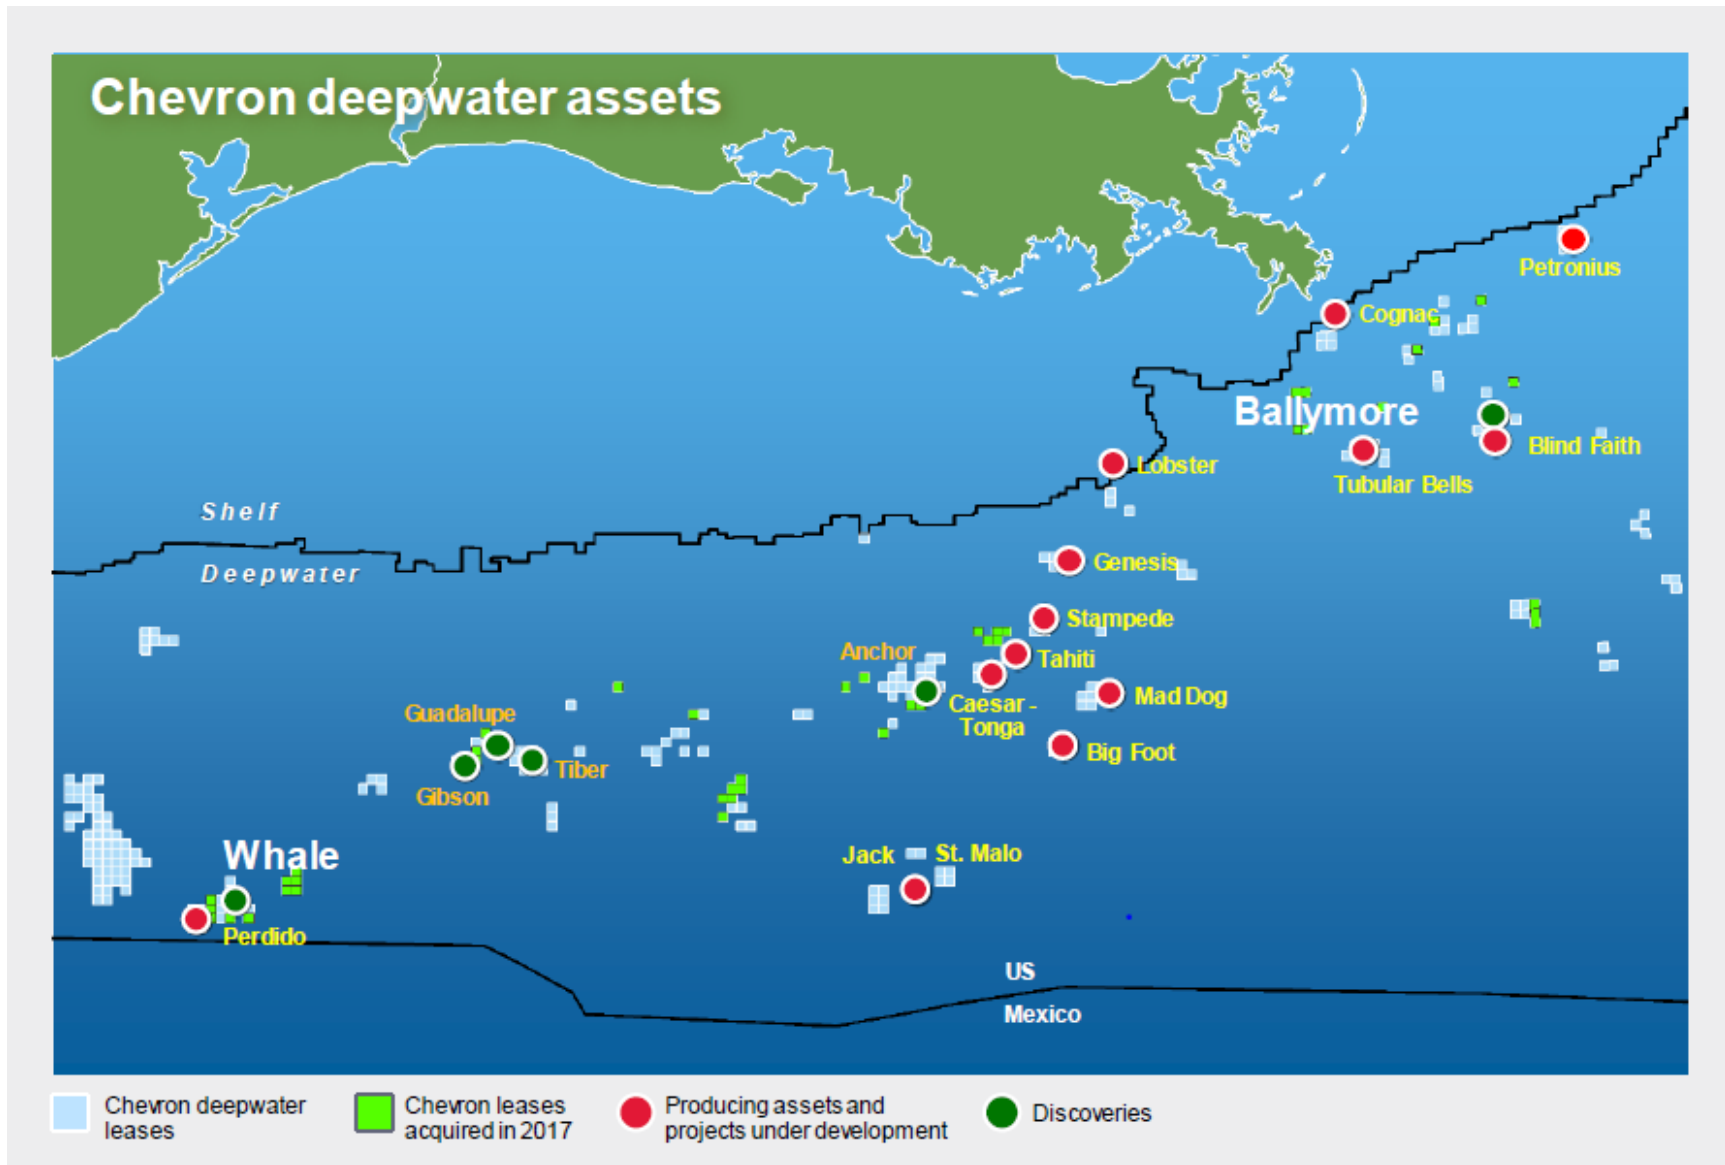 Chevron deepwater assets
Petronius
Cognac
Ballymore
Blind Faith
Lobster
Tubular Bells
Shelf
Deepwater
Genesis
Stampede
Anchor
Tahiti
Mad Dog
Caesar -
Tonga
Guadalupe
Big Foot
Tiber
Gibson
Whale
Jack
St. Malo
Perdido
US
Mexico
Chevron deepwater
leases
Chevron leases
acquired in 2017
Producing assets and
projects under development
Discoveries